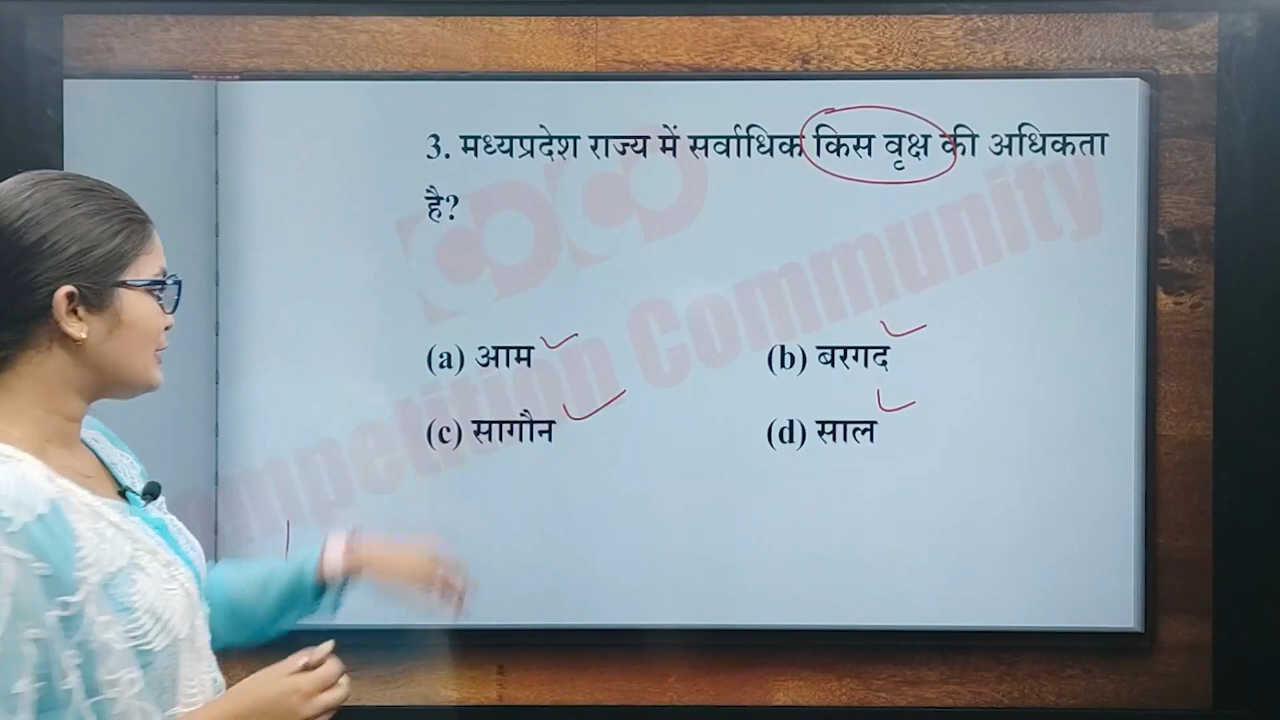 3. मध्यप्रदेश राज्य में सर्वाधिक किस वृक्ष की अधिकता
है?
(a) आम
(b) बरगद
(c) सागौन
(d) साल
Competition Community